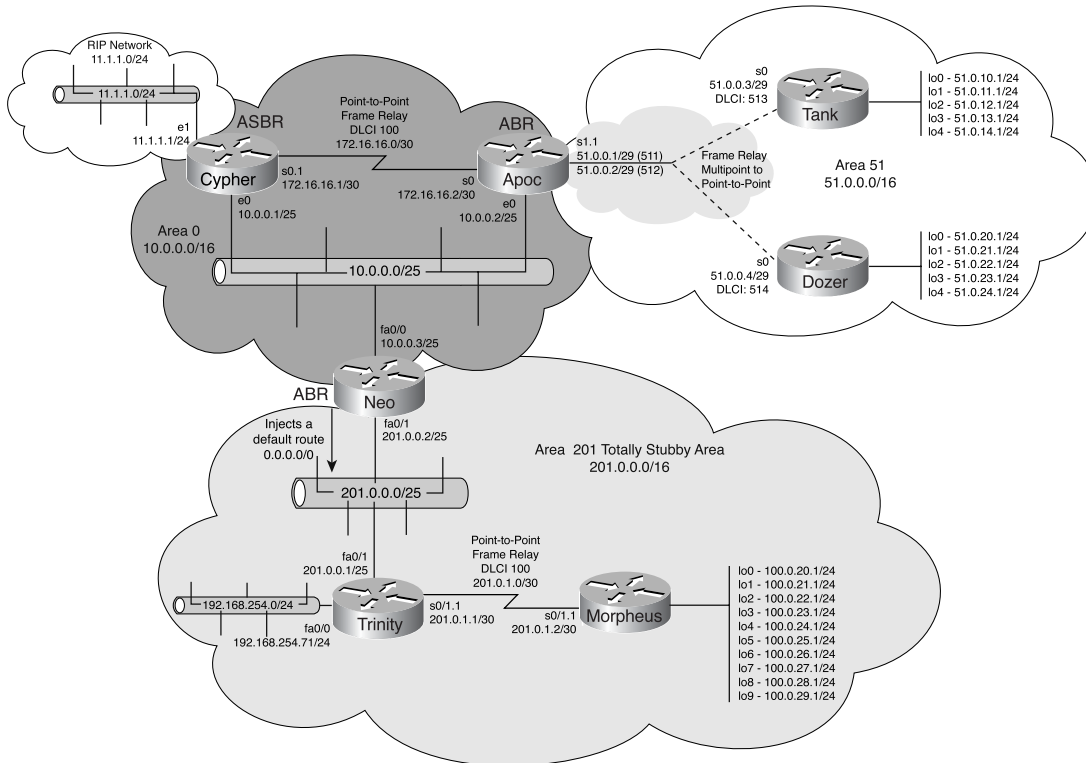 RIP Network
11.1.1.0/24
11.1.1.0/24
e1
11.1.1.1/24
ASBR
Cypher
Point-to-Point
Frame Relay
DLCI 100
172.16.16.0/30
s0.1
172.16.16.1/30
ABR
Apoc
s0
172.16.16.2/30
e0
10.0.0.1/25
e0
10.0.0.2/25
Area 0
10.0.0.0/16
10.0.0.0/25
s1.1
51.0.0.1/29 (511)
51.0.0.2/29 (512)
Frame Relay
Multipoint to
Point-to-Point
s0
51.0.0.3/29
DLCI: 513
Tank
lo0 - 51.0.10.1/24
lo1 - 51.0.11.1/24
lo2 - 51.0.12.1/24
lo3 - 51.0.13.1/24
lo4 - 51.0.14.1/24
Area 51
51.0.0.0/16
s0
51.0.0.4/29
DLCI: 514
Dozer
lo0 - 51.0.20.1/24
lo1 - 51.0.21.1/24
lo2 - 51.0.22.1/24
lo3 - 51.0.23.1/24
lo4 - 51.0.24.1/24
fa0/0
10.0.0.3/25
ABR
Neo
Injects a
default route
0.0.0.0/0
fa0/1
201.0.0.2/25
Area 201 Totally Stubby Area
201.0.0.0/16
201.0.0.0/25
fa0/1
201.0.0.1/25
Point-to-Point
Frame Relay
DLCI 100
201.0.1.0/30
192.168.254.0/24
fa0/0
192.168.254.71/24
Trinity
s0/1.1
201.0.1.1/30
s0/1.1
201.0.1.2/30
Morpheus
lo0 - 100.0.20.1/24
lo1 - 100.0.21.1/24
lo2 - 100.0.22.1/24
lo3 - 100.0.23.1/24
lo4 - 100.0.24.1/24
lo5 - 100.0.25.1/24
lo6 - 100.0.26.1/24
lo7 - 100.0.27.1/24
lo8 - 100.0.28.1/24
lo9 - 100.0.29.1/24